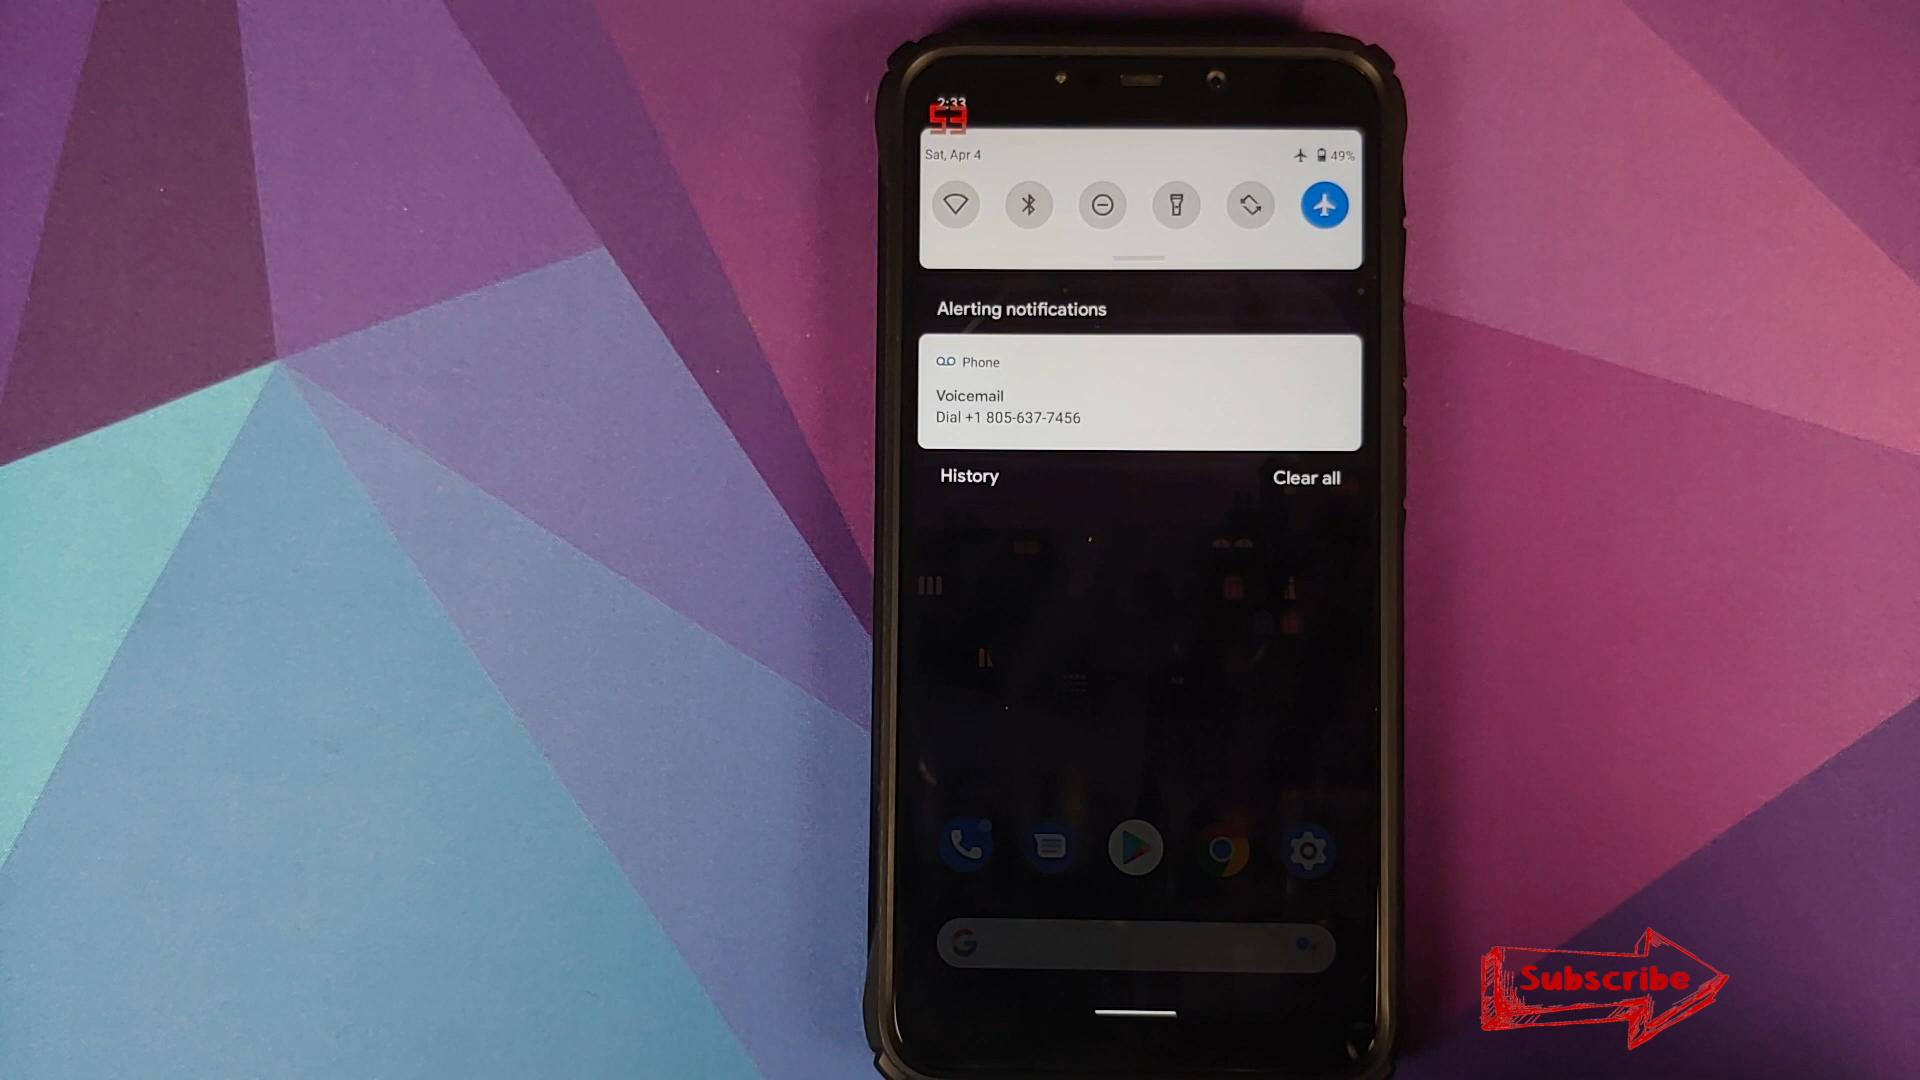 2:33
53
Sat, Apr 4
49%
Alerting notifications
Phone
Voicemail
Dial +1 805-637-7456
History
Clear all
G
Subscribe